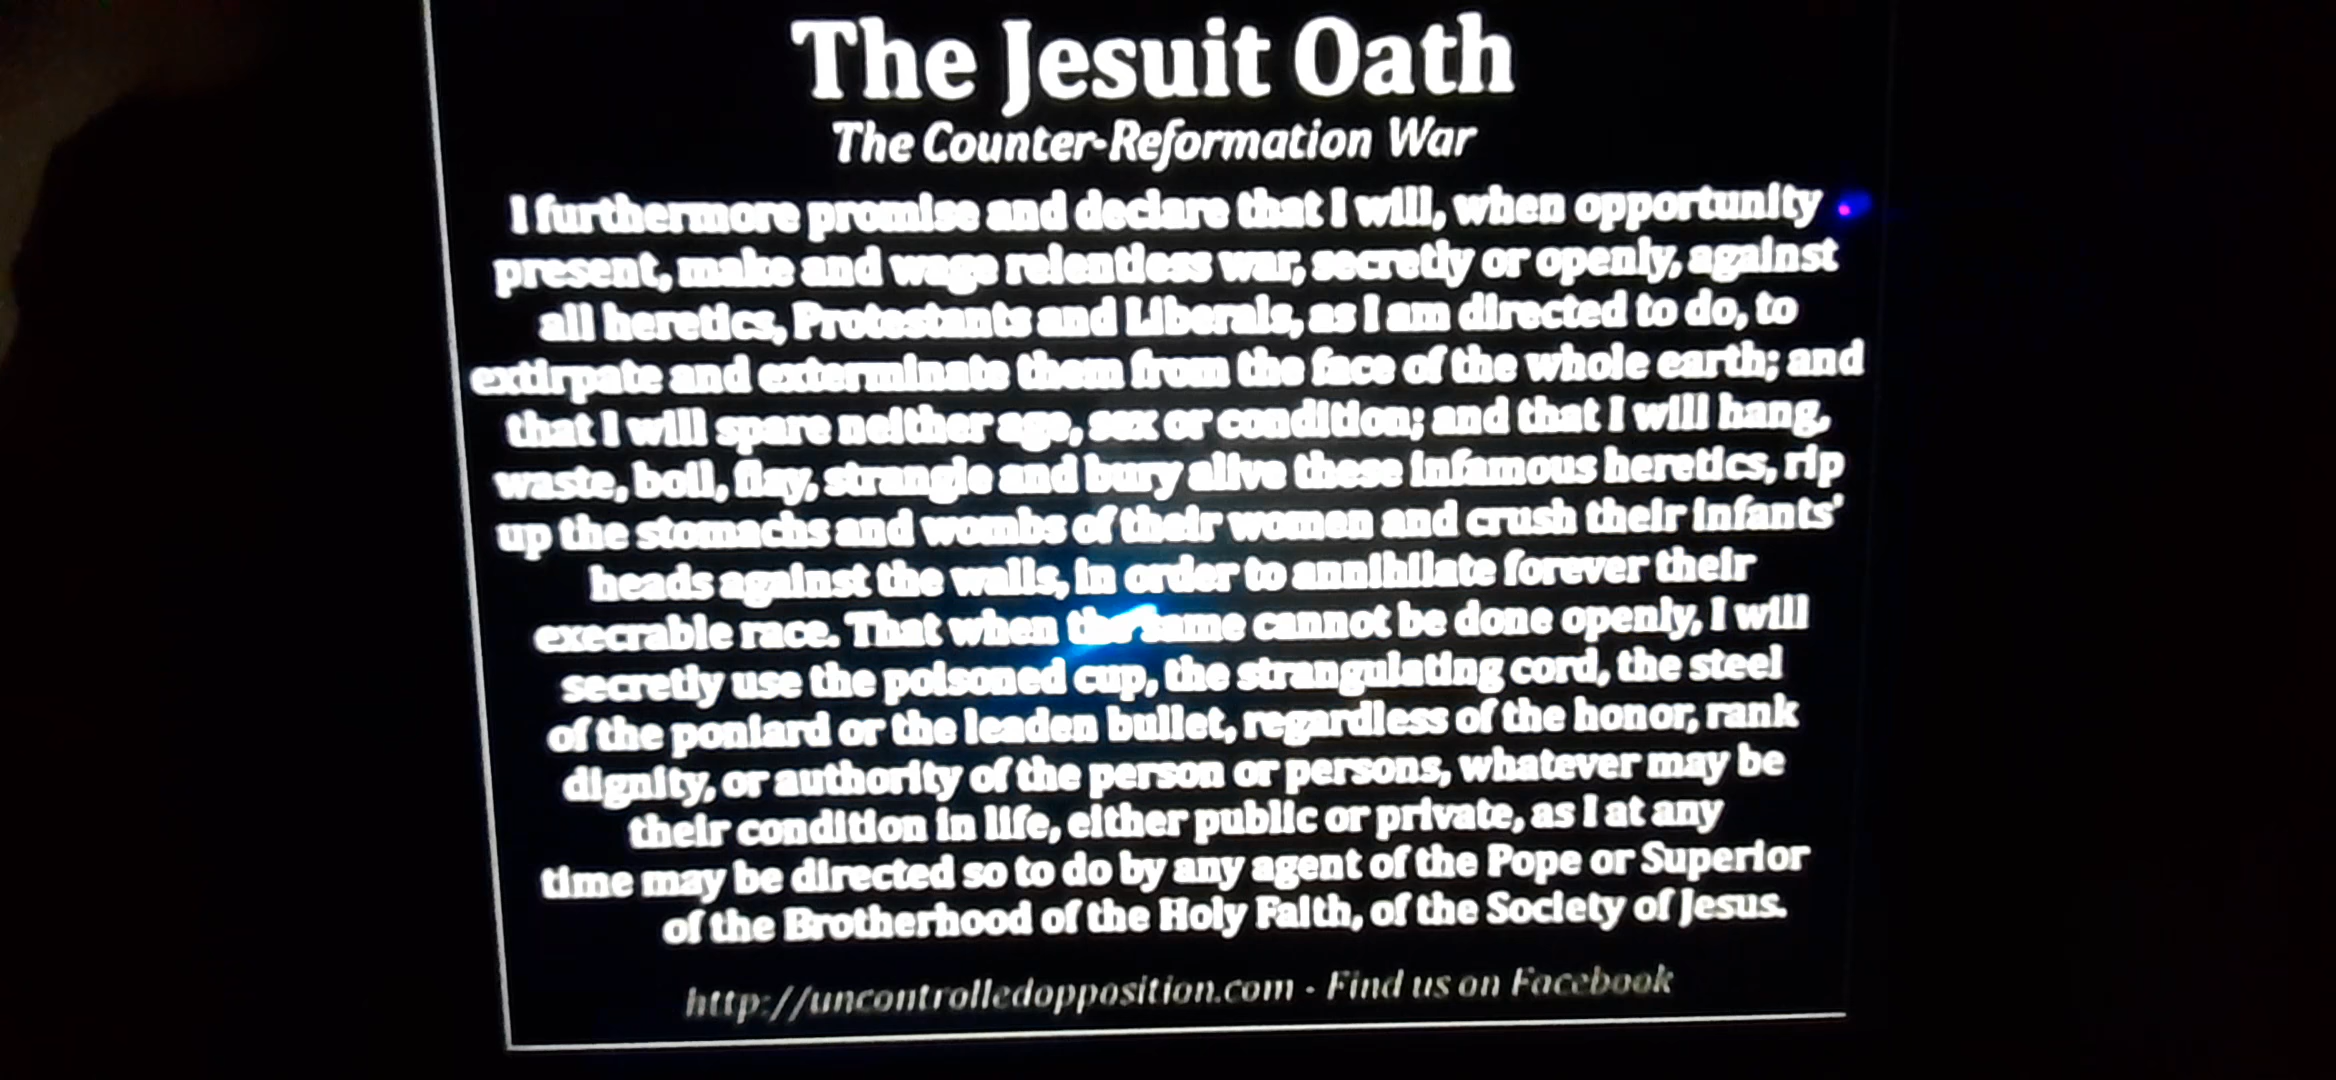 The Jesuit Oath
The Counter-Reformation War
I furthermore promise and declare that I will, when opportunity
present, make and wage relentless war, secretly or openly, against
all heretics, Protestants and Liberals, as I am directed to do, to
extirpate and exterminate them from the face of the whole earth; and
that I will spare neither age, sex or condition; and that I will hang,
waste, boil, flay, strangle and bury alive these infamous heretics, rip
up the stomachs and wombs of their women and crush their infants'
heads against the walls, in order to annihilate forever their
execrable race. That when the same cannot be done openly, I will
secretly use the poisoned cup, the strangulating cord, the steel
of the poniard or the leaden bullet, regardless of the honor, rank
dignity, or authority of the person or persons, whatever may be
their condition in life, either public or private, as I at any
time may be directed so to do by any agent of the Pope or Superior
of the Brotherhood of the Holy Faith, of the Society of Jesus.
http://uncontrolledopposition.com - Find us on Facebook